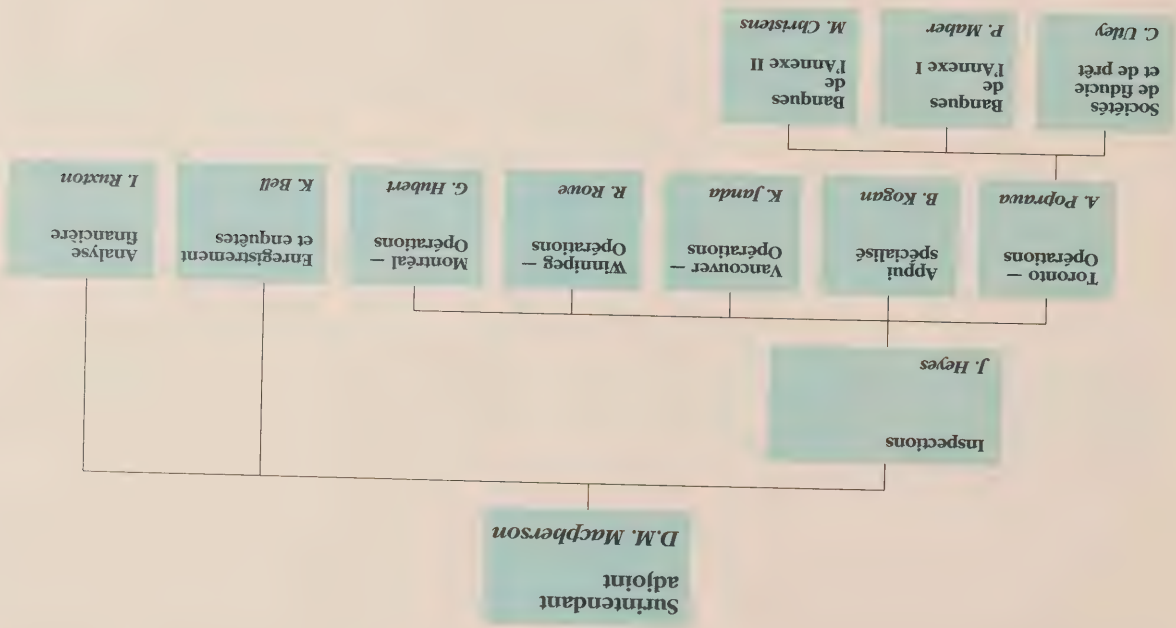 Surintendant
adjoint
D.M. Macpherson
Inspections
J. Heyes
Toronto –
Opérations
A. Poprawa
Appui
spécialisé
B. Kogan
Vancouver –
Opérations
K. Janda
Winnipeg –
Opérations
R. Rowe
Montréal –
Opérations
G. Hubert
Enregistrement
et enquêtes
K. Bell
Analyse
financière
I. Ruxton
Sociétés
de fiducie
et de prêt
C. Utley
Banques
de
l'Annexe I
P. Maber
Banques
de
l'Annexe II
M. Christens